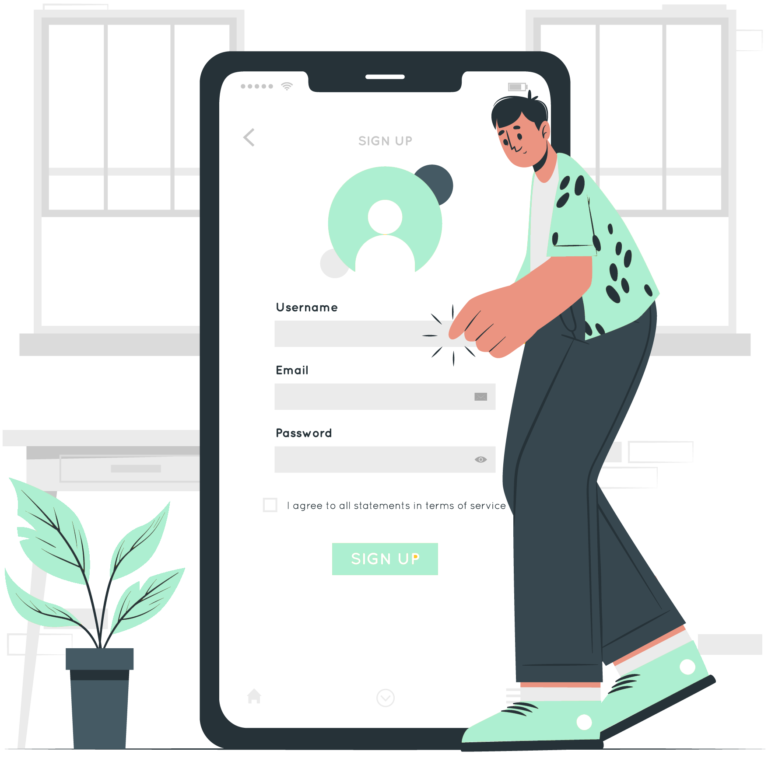 SIGN UP
Username
Email
Password
I agree to all statements in terms of service
SIGN UP